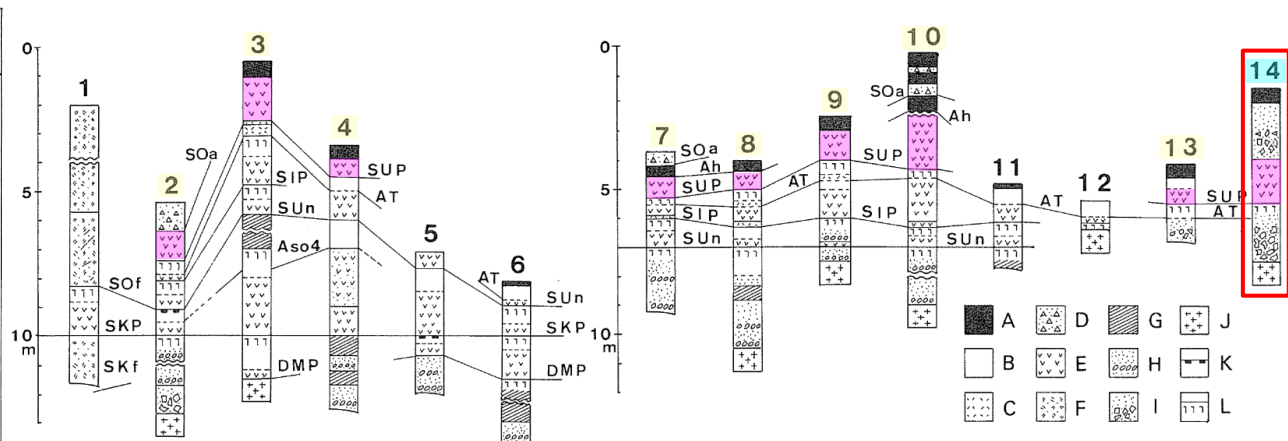 0
5
10
m
1
2
3
4
5
6
SOa
SOf
SKP
SKf
SIP
SUn
Aso4
DMP
SUP
AT
AT
SUn
SKP
DMP
0
5
10
m
7
8
9
10
11
12
13
14
SOa
Ah
SUP
SIP
SUn
AT
SOa
Ah
SUP
SIP
SUn
AT
SUP
AT
A D G J
B E H K
C F I L